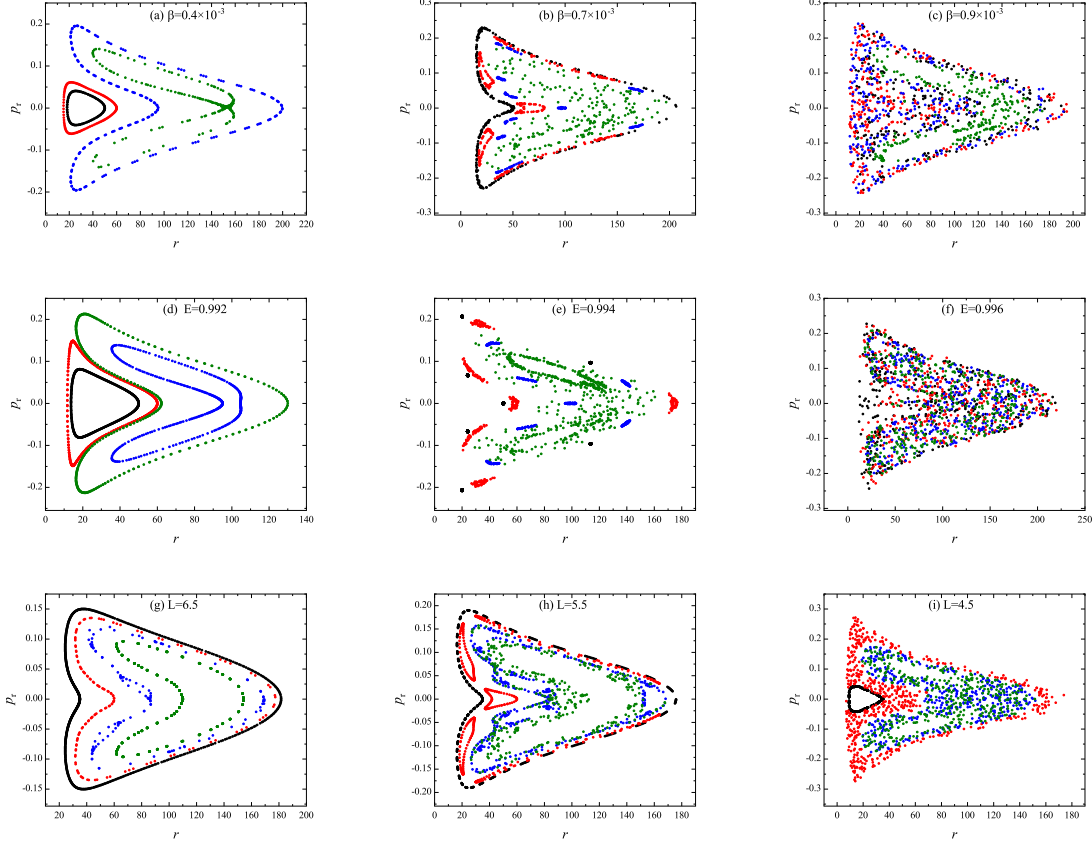 (a) β=0.4×10⁻³
0.2
0.1
0.0
-0.1
-0.2
pᵣ
0 20 40 60 80 100 120 140 160 180 200 220
r
(b) β=0.7×10⁻³
0.3
0.2
0.1
0.0
-0.1
-0.2
-0.3
pᵣ
0 50 100 150 200
r
(c) β=0.9×10⁻³
0.3
0.2
0.1
0.0
-0.1
-0.2
-0.3
pᵣ
0 20 40 60 80 100 120 140 160 180 200
r
(d) E=0.992
0.2
0.1
0.0
-0.1
-0.2
pᵣ
0 20 40 60 80 100 120 140
r
(e) E=0.994
0.2
0.1
0.0
-0.1
-0.2
pᵣ
0 20 40 60 80 100 120 140 160 180
r
(f) E=0.996
0.3
0.2
0.1
0.0
-0.1
-0.2
-0.3
pᵣ
0 50 100 150 200 250
r
(g) L=6.5
0.15
0.10
0.05
0.00
-0.05
-0.10
-0.15
pᵣ
20 40 60 80 100 120 140 160 180 200
r
(h) L=5.5
0.20
0.15
0.10
0.05
0.00
-0.05
-0.10
-0.15
-0.20
pᵣ
0 20 40 60 80 100 120 140 160 180
r
(i) L=4.5
0.3
0.2
0.1
0.0
-0.1
-0.2
-0.3
pᵣ
0 20 40 60 80 100 120 140 160 180
r